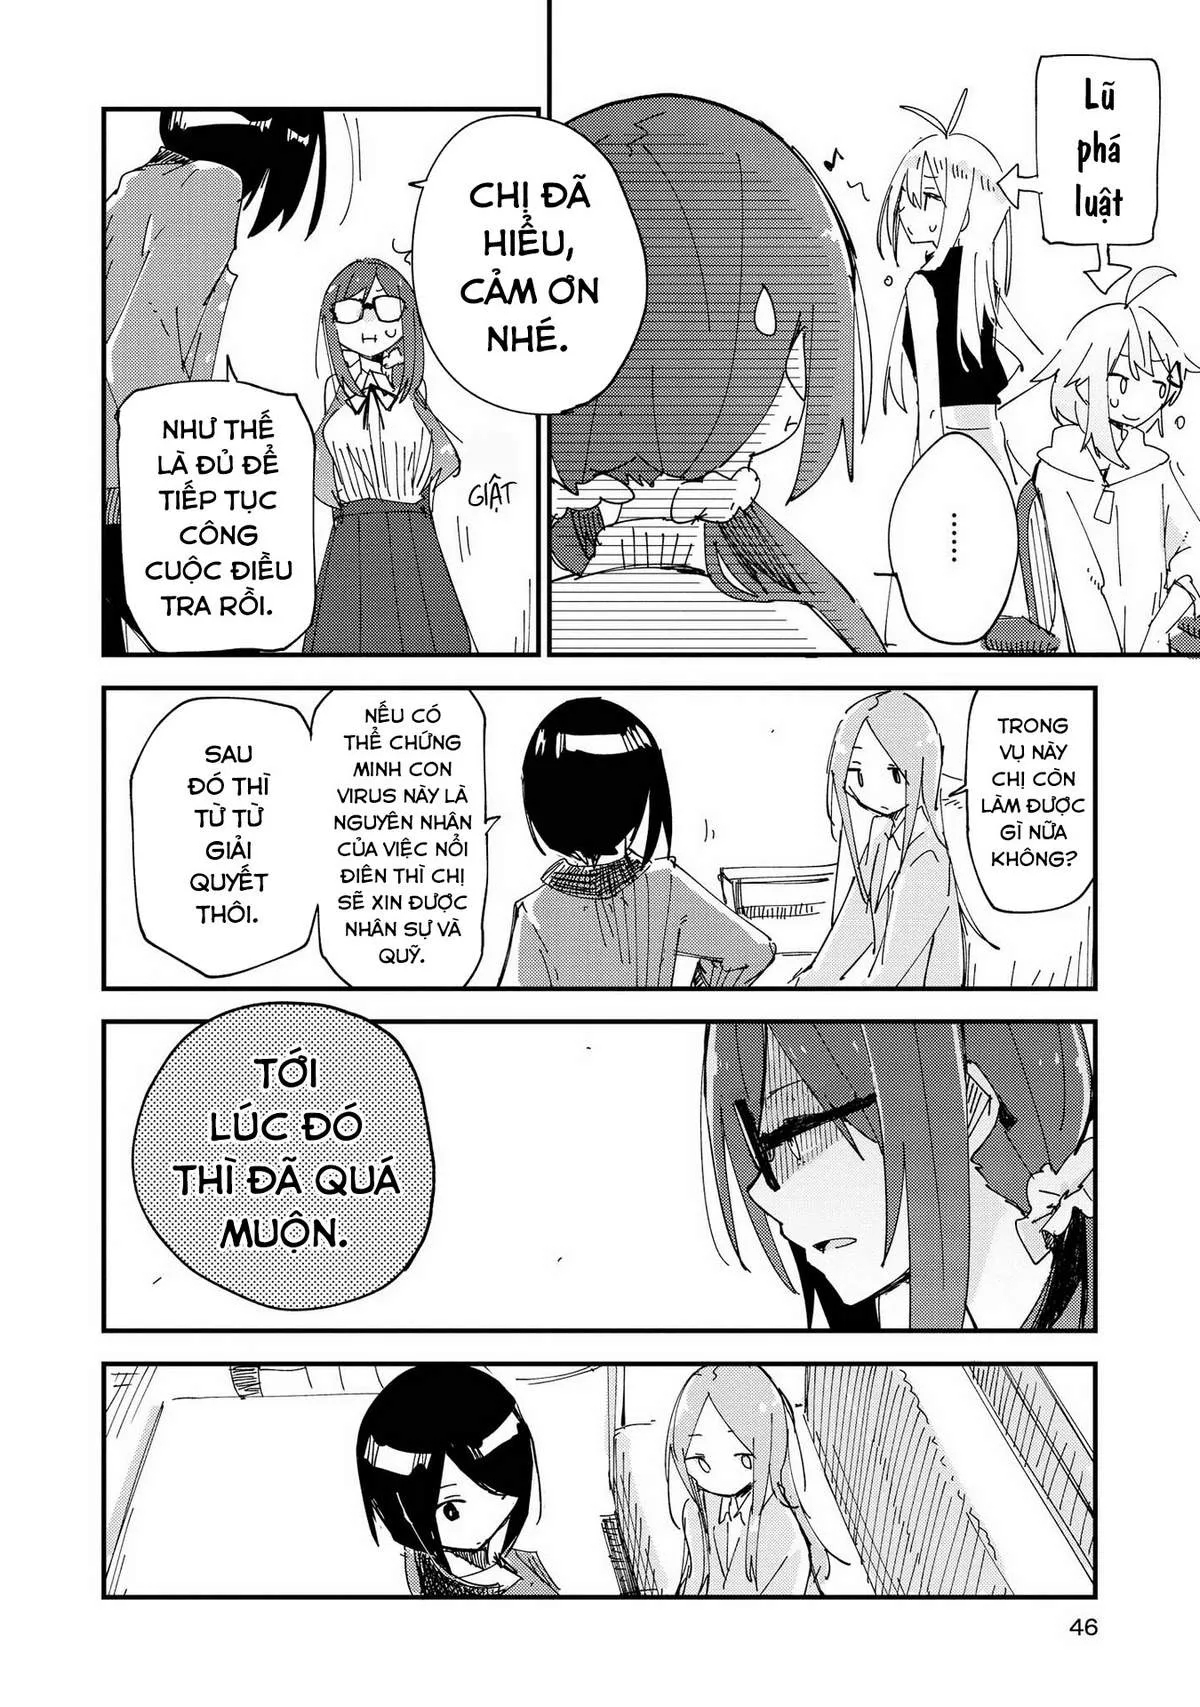 Lũ
phá
luật
........
CHỊ ĐÃ
HIỂU,
CẢM ƠN
NHÉ.
GIẬT
NHƯ THẾ
LÀ ĐỦ ĐỂ
TIẾP TỤC
CÔNG
CUỘC ĐIỀU
TRA RỒI.
TRONG
VỤ NÀY
CHỊ CÒN
LÀM ĐƯỢC
GÌ NỮA
KHÔNG?
NẾU CÓ
THỂ CHỨNG
MINH CON
VIRUS NÀY LÀ
NGUYÊN NHÂN
CỦA VIỆC NỔI
ĐIÊN THÌ CHỊ
SẼ XIN ĐƯỢC
NHÂN SỰ VÀ
QUỸ.
SAU
ĐÓ THÌ
TỪ TỪ
GIẢI
QUYẾT
THÔI.
TỚI
LÚC ĐÓ
THÌ ĐÃ QUÁ
MUỘN.
46